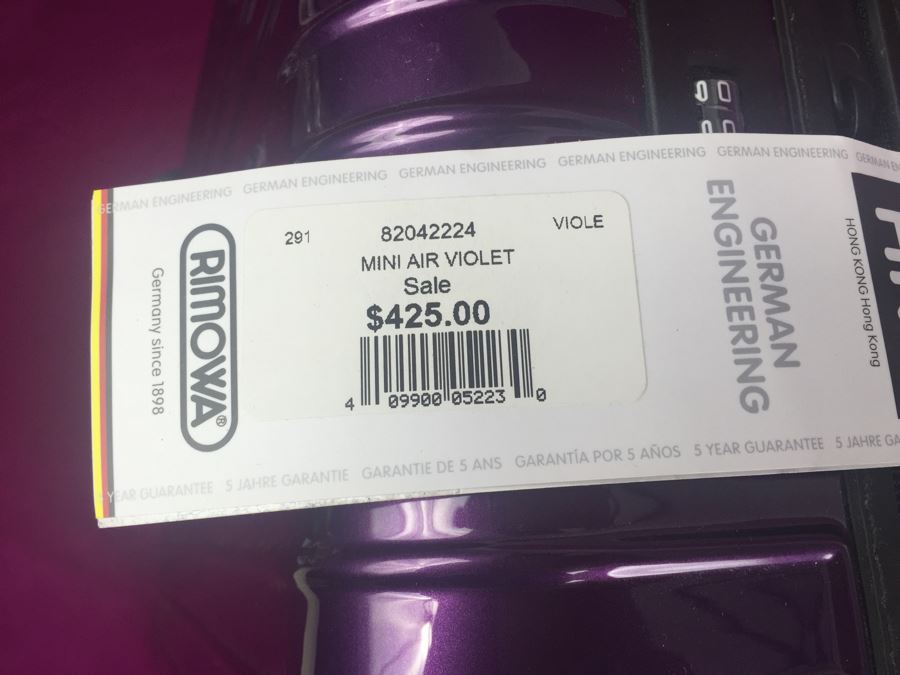 GERMAN ENGINEERING GERMAN ENGINEERING GERMAN ENGINEERING GERMAN ENGINEERING GERMAN ENGINEERING GERMAN EN
RIMOWA®
Germany since 1898
291 82042224 VIOLE
MINI AIR VIOLET
Sale
$425.00
4 09900 05223 0
GERMAN
ENGINEERING
HONG KONG Hong Kong
YEAR GUARANTEE 5 JAHRE GARANTIE GARANTIE DE 5 ANS GARANTÍA POR 5 AÑOS 5 YEAR GUARANTEE 5 JAHRE GA